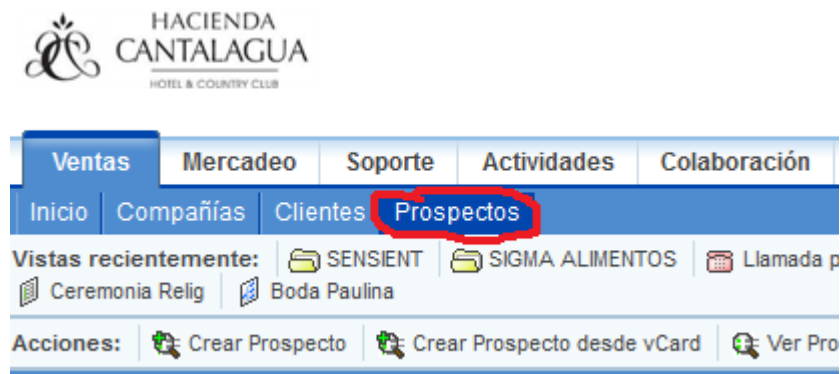 HACIENDA
CANTALAGUA
HOTEL & COUNTRY CLUB
Ventas Mercadeo Soporte Actividades Colaboración
Inicio Compañías Clientes Prospectos
Vistas recientemente: SENSIENT SIGMA ALIMENTOS Llamada p
Ceremonia Relig Boda Paulina
Acciones: Crear Prospecto Crear Prospecto desde vCard Ver Pro